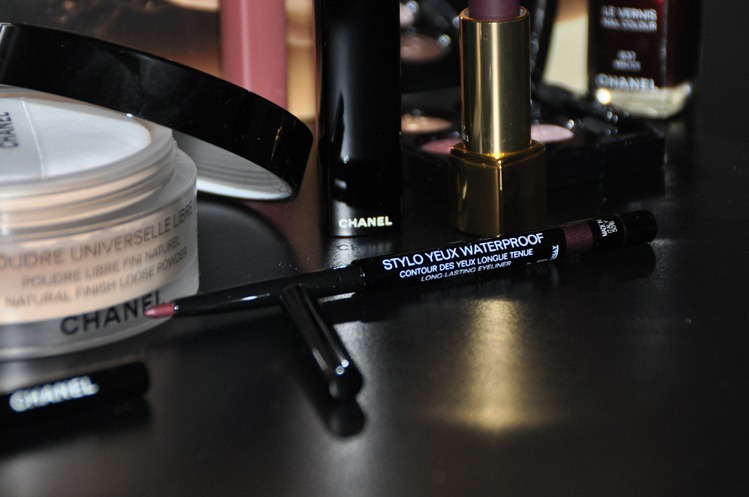 CHANEL
POUDRE UNIVERSELLE LIBRE
POUDRE LIBRE FINI NATUREL
NATURAL FINISH LOOSE POWDER
CHANEL
CHANEL
CHANEL
STYLO YEUX WATERPROOF
CONTOUR DES YEUX LONGUE TENUE
LONG-LASTING EYELINER
LE VERNIS
NAIL COLOUR
CHANEL